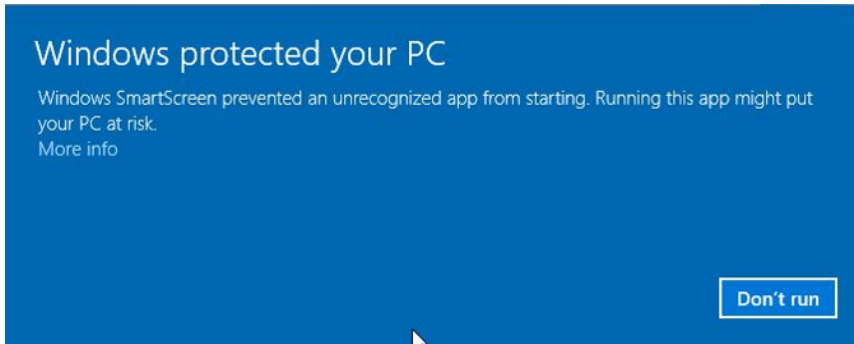 Windows protected your PC
Windows SmartScreen prevented an unrecognized app from starting. Running this app might put
your PC at risk.
More info
Don't run